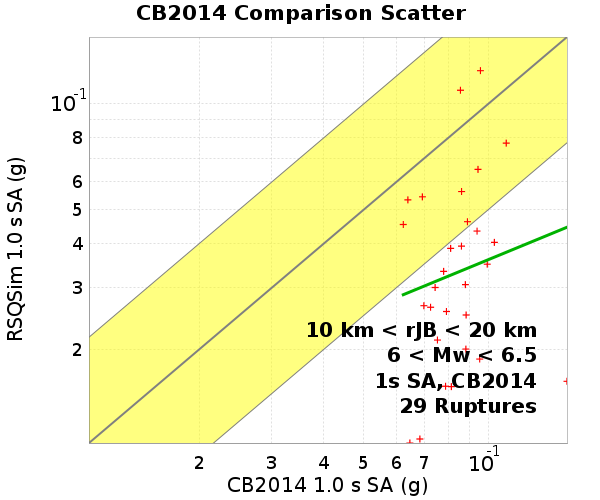 CB2014 Comparison Scatter
RSQSim 1.0 s SA (g)
10-1
8
6
5
4
3
2
10 km < rJB < 20 km
6 < Mw < 6.5
1s SA, CB2014
29 Ruptures
2 3 4 5 6 7 10-1
CB2014 1.0 s SA (g)